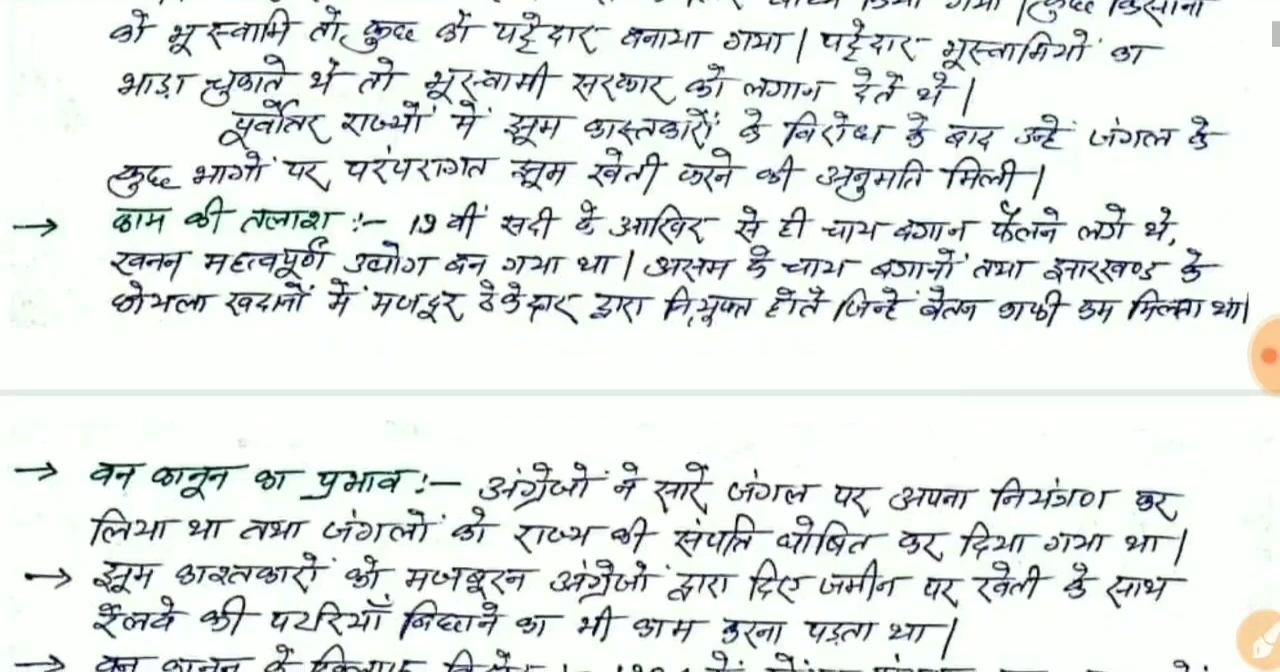 को भूस्वामि तो कुछ को पट्टेदार बनाया गया। पट्टेदार भूस्वामियों का
भाड़ा चुकाते थे तो भूस्वामी सरकार को लगान देते थे।
पूर्वोतर राज्यों में झूम कास्तकारों के विरोध के बाद उन्हें जंगल के
कुछ भागों पर परंपरागत झूम खेती करने की अनुमति मिली।
→ काम की तलाश :- 19 वीं सदी के आखिर से ही चाय बगान फैलने लगे थे,
खनन महत्वपूर्ण उद्योग बन गया था। असम के चाय बगानों तथा झारखण्ड के
कोयला खदानों में मजदूर ठेकेदार द्वारा नियुक्त होते जिन्हें वेतन काफी कम मिलता था।
→ वन कानून का प्रभाव :- अंग्रेजों ने सारें जंगल पर अपना नियंत्रण कर
लिया था तथा जंगलों को राज्य की संपति घोषित कर दिया गया था।
→ झूम काश्तकारों को मजबूरन अंग्रेजों द्वारा दिए जमीन पर खेती के साथ
रेलवे की पटरियाँ बिछाने का भी काम करना पड़ता था।